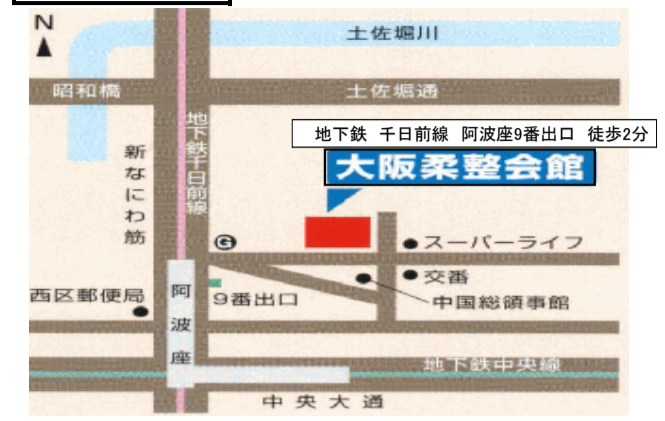 N
土佐堀川
昭和橋
土佐堀通
地下鉄千日前線
地下鉄 千日前線 阿波座9番出口 徒歩2分
大阪柔整会館
新なにわ筋
G
スーパーライフ
交番
中国総領事館
西区郵便局
9番出口
阿波座
地下鉄中央線
中央大通